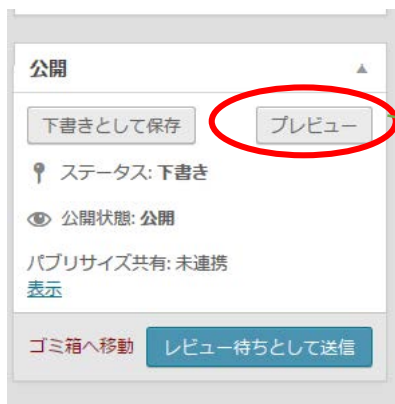 公開
下書きとして保存 プレビュー
ステータス: 下書き
公開状態: 公開
パブリサイズ共有: 未連携
表示
ゴミ箱へ移動 レビュー待ちとして送信